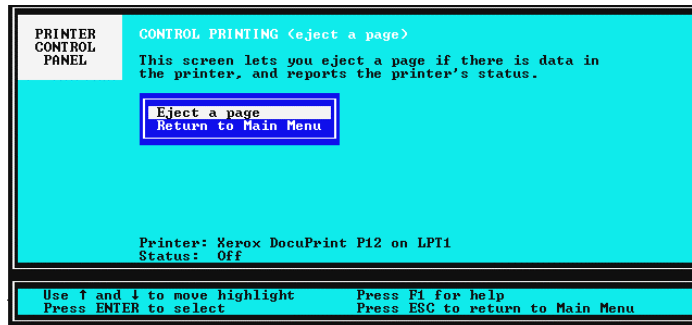 PRINTER
CONTROL
PANEL
CONTROL PRINTING (eject a page)
This screen lets you eject a page if there is data in
the printer, and reports the printer's status.
Eject a page
Return to Main Menu
Printer: Xerox DocuPrint P12 on LPT1
Status: Off
Use ↑ and ↓ to move highlight
Press ENTER to select
Press F1 for help
Press ESC to return to Main Menu